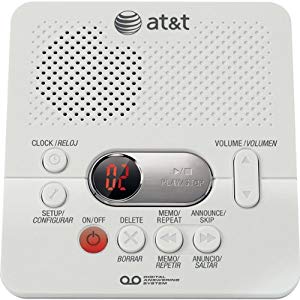 at&t
CLOCK /RELOJ
VOLUME /VOLUMEN
02
PLAY/STOP
SETUP/
CONFIGURAR
ON/OFF
DELETE
MEMO/
REPEAT
ANNOUNCE/
SKIP
BORRAR
MEMO/
REPETIR
ANUNCIO/
SALTAR
DIGITAL
ANSWERING
SYSTEM